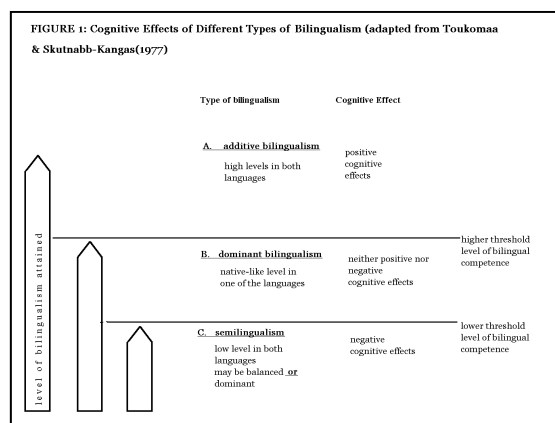 FIGURE 1: Cognitive Effects of Different Types of Bilingualism (adapted from Toukomaa
& Skutnabb-Kangas(1977)
Type of bilingualism
Cognitive Effect
A. additive bilingualism
high levels in both
languages
positive
cognitive
effects
higher threshold
level of bilingual
competence
B. dominant bilingualism
native-like level in
one of the languages
neither positive nor
negative
cognitive effects
lower threshold
level of bilingual
competence
C. semilingualism
low level in both
languages
may be balanced or
dominant
negative
cognitive effects
level of bilingualism attained